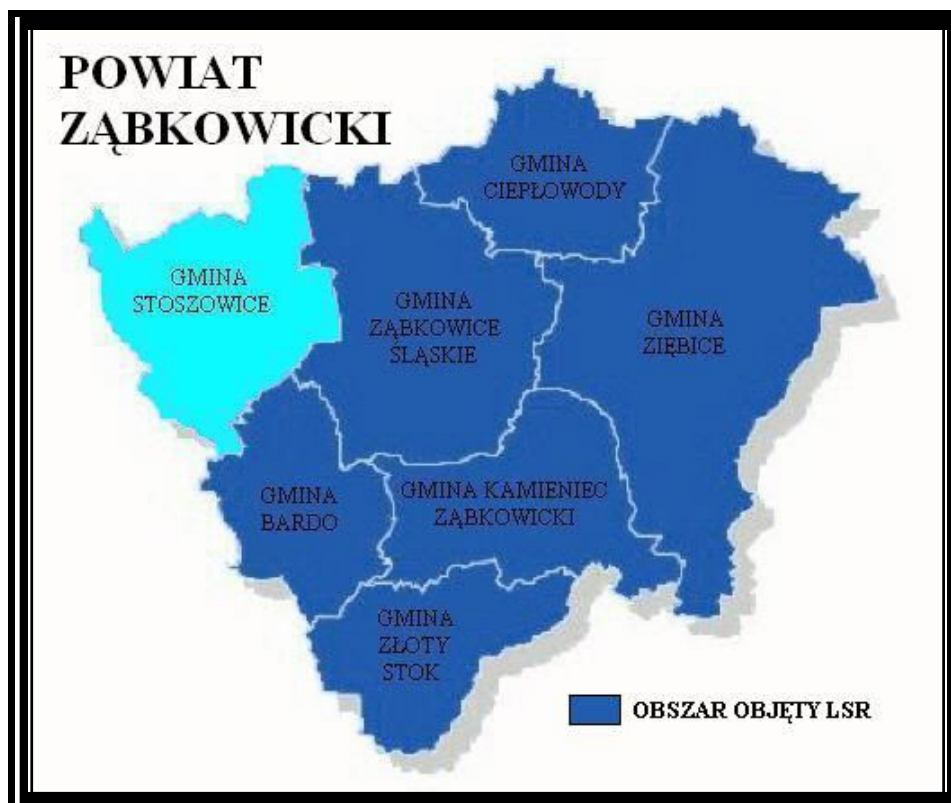 POWIAT
ZĄBKOWICKI
GMINA
CIEPŁOWODY
GMINA
STOSZOWICE
GMINA
ZĄBKOWICE
ŚLĄSKIE
GMINA
ZIĘBICE
GMINA
BARDO
GMINA KAMIENIEC
ZĄBKOWICKI
GMINA
ZŁOTY
STOK
OBSZAR OBJĘTY LSR